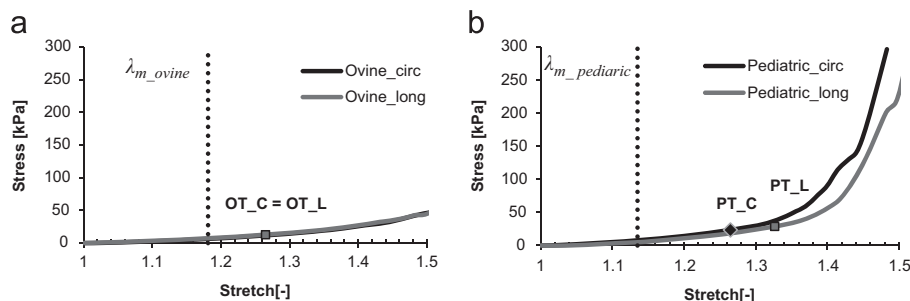 a
300
250
200
150
100
50
0
Stress [kPa]
λm_ovine
Ovine_circ
Ovine_long
OT_C = OT_L
1
1.1
1.2
1.3
1.4
1.5
Stretch[-]
b
300
250
200
150
100
50
0
Stress [kPa]
λm_pediaric
Pediatric_circ
Pediatric_long
PT_L
PT_C
1
1.1
1.2
1.3
1.4
1.5
Stretch[-]